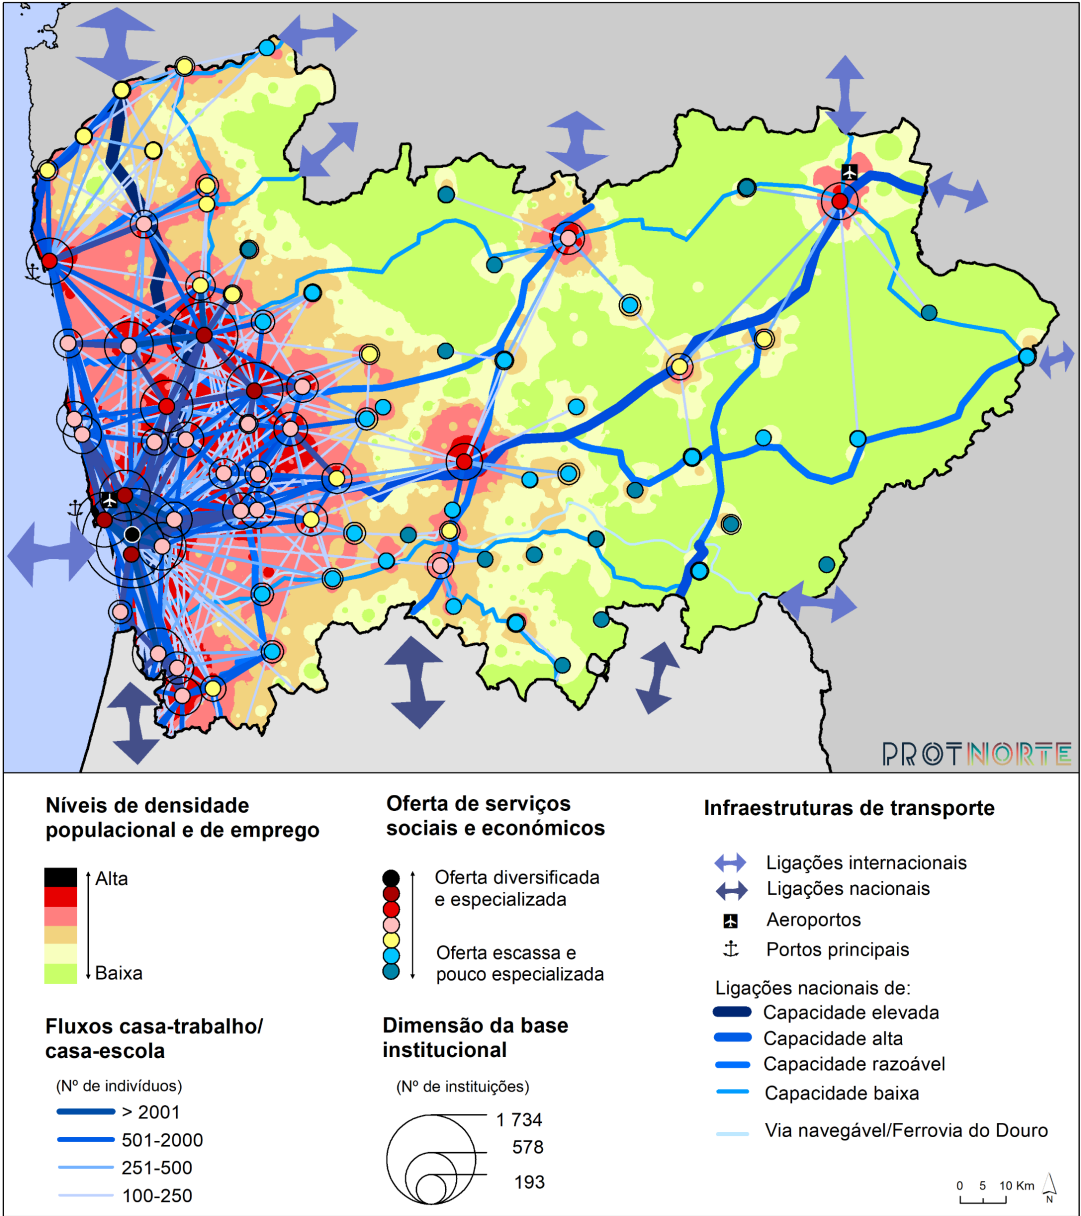 PROTNORTE
Níveis de densidade
populacional e de emprego
Alta
Baixa
Oferta de serviços
sociais e económicos
Oferta diversificada
e especializada
Oferta escassa e
pouco especializada
Infraestruturas de transporte
Ligações internacionais
Ligações nacionais
Aeroportos
Portos principais
Ligações nacionais de:
Capacidade elevada
Capacidade alta
Capacidade razoável
Capacidade baixa
Via navegável/Ferrovia do Douro
Fluxos casa-trabalho/
casa-escola
(Nº de indivíduos)
> 2001
501-2000
251-500
100-250
Dimensão da base
institucional
(Nº de instituições)
1 734
578
193
0 5 10 Km
N